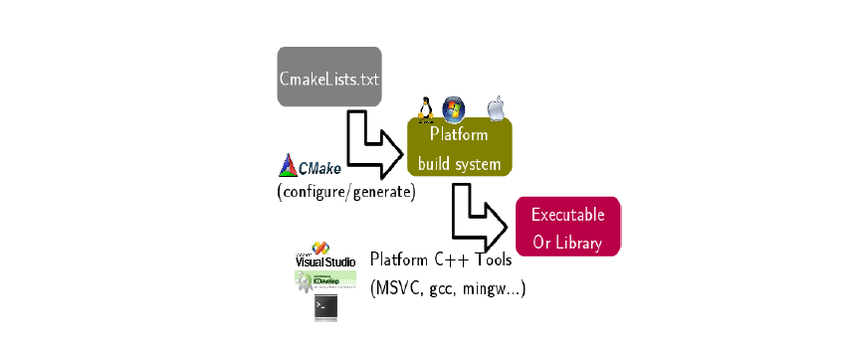 CmakeLists.txt
Platform
build system
CMake
(configure/generate)
Executable
Or Library
Visual Studio
KDevelop
Platform C++ Tools
(MSVC, gcc, mingw...)
>_